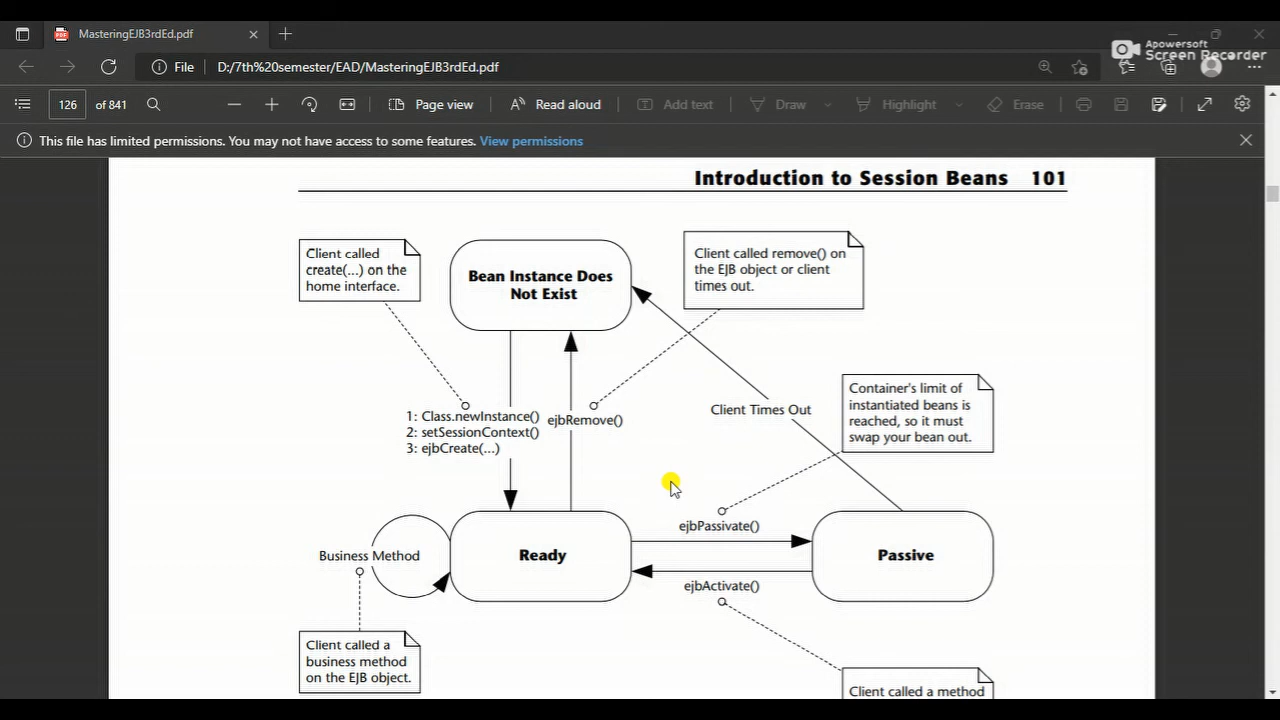 MasteringEJB3rdEd.pdf
Apowersoft
Screen Recorder
File D:/7th%20semester/EAD/MasteringEJB3rdEd.pdf
126 of 841 Page view Read aloud Add text Draw Highlight Erase
This file has limited permissions. You may not have access to some features. View permissions
Introduction to Session Beans 101
Client called
create(...) on the
home interface.
Bean Instance Does
Not Exist
Client called remove() on
the EJB object or client
times out.
Container's limit of
instantiated beans is
reached, so it must
swap your bean out.
Client Times Out
1: Class.newInstance()
2: setSessionContext()
3: ejbCreate(...)
ejbRemove()
ejbPassivate()
Business Method
Ready
Passive
ejbActivate()
Client called a
business method
on the EJB object.
Client called a method